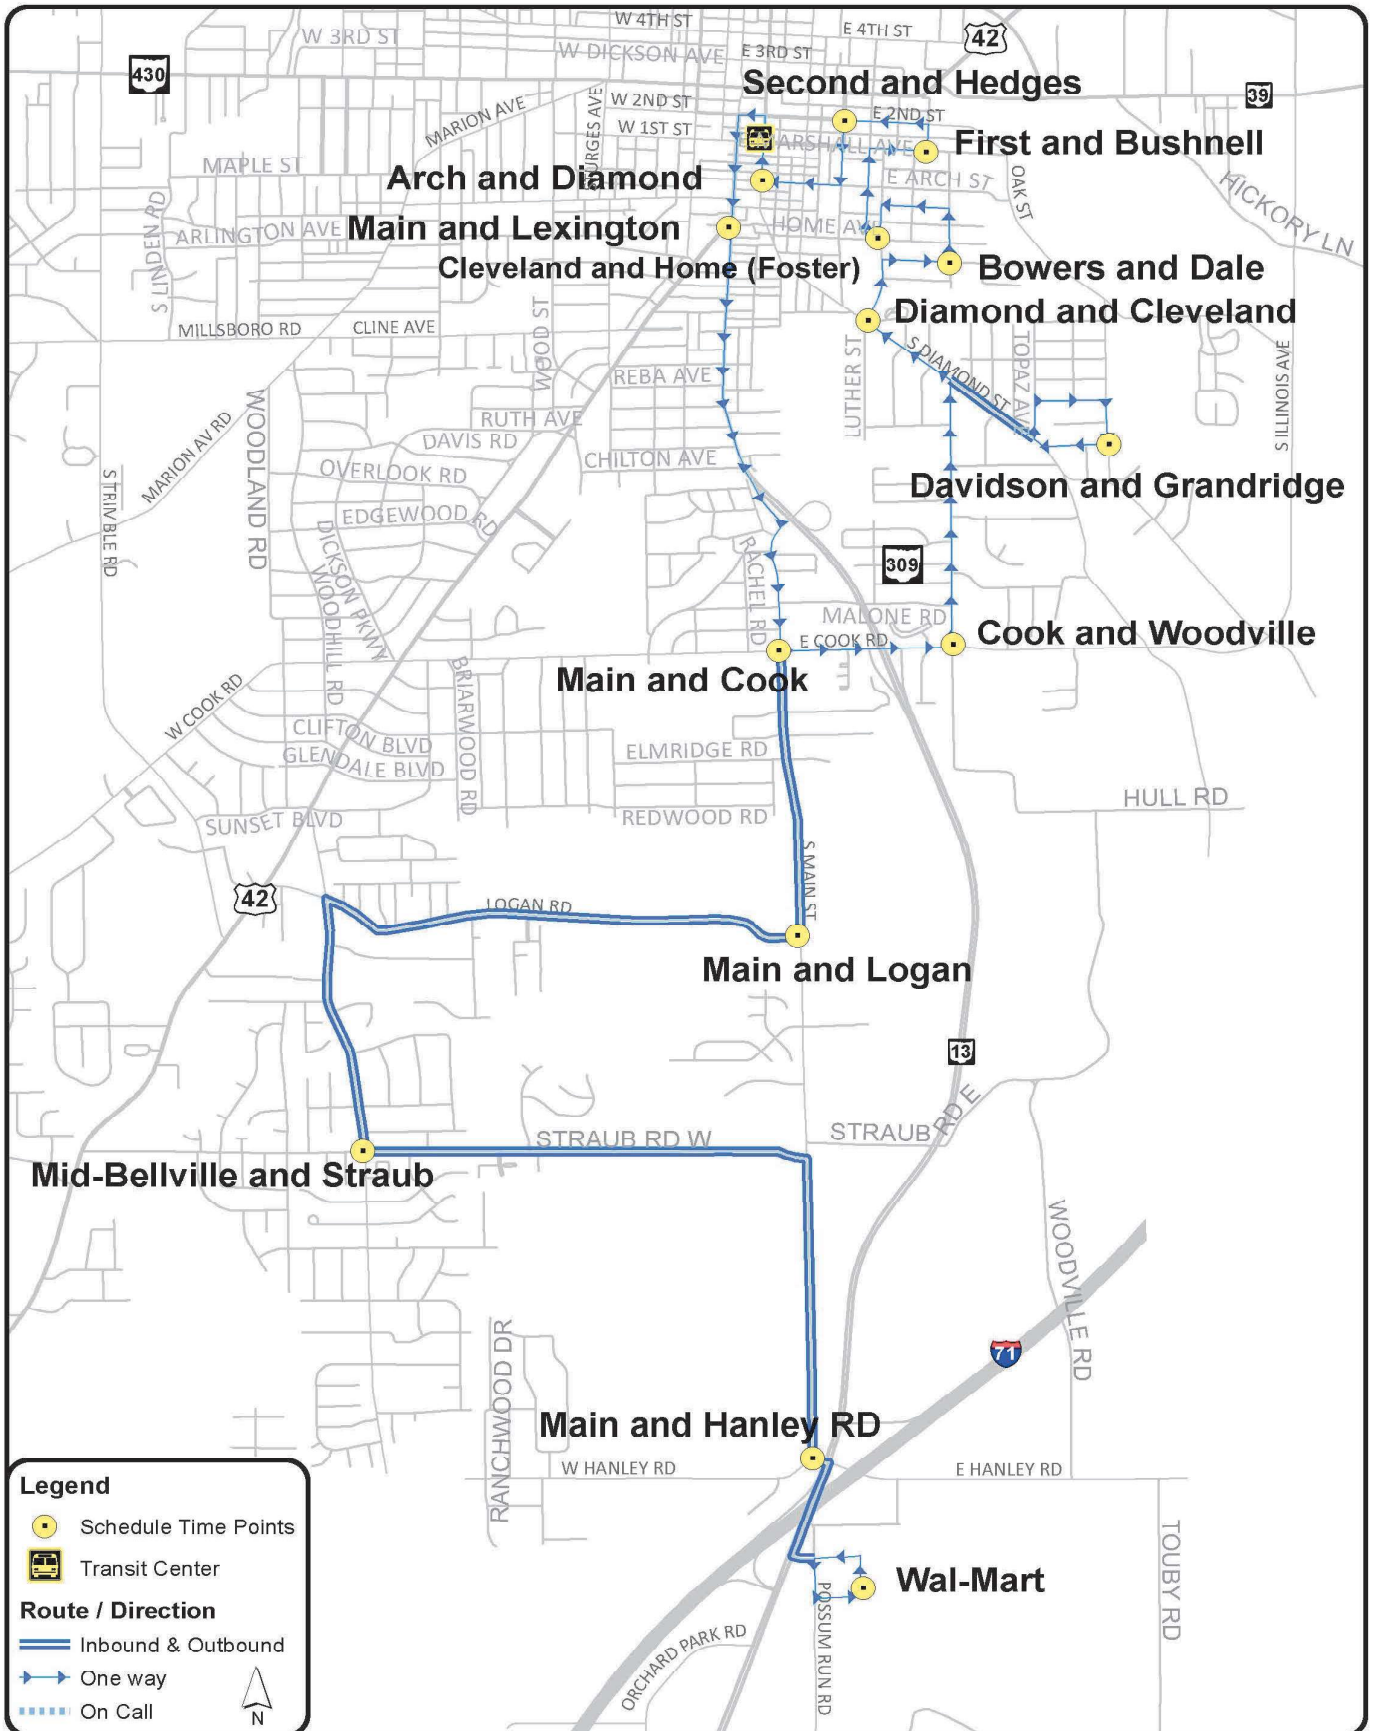 W 4TH ST
E 4TH ST
42
W 3RD ST
W DICKSON AVE
E 3RD ST
430
Second and Hedges
39
MARION AVE
STURGES AVE
W 2ND ST
E 2ND ST
W 1ST ST
MARSHALL AVE
First and Bushnell
MAPLE ST
Arch and Diamond
E ARCH ST
OAK ST
HICKORY LN
S LINDEN RD
ARLINGTON AVE
Main and Lexington
HOME AV
Cleveland and Home (Foster)
Bowers and Dale
Diamond and Cleveland
MILLSBORO RD
CLINE AVE
WOOD ST
LUTHER ST
S DIAMOND ST
TOPAZ AVE
S ILLINOIS AVE
REBA AVE
WOODLAND RD
RUTH AVE
MARION AV RD
DAVIS RD
CHILTON AVE
OVERLOOK RD
S TRIMBLE RD
Davidson and Grandridge
EDGEWOOD RD
DICKSON PKWY
WOODHILL RD
RACHEL RD
309
MALONE RD
E COOK RD
Cook and Woodville
Main and Cook
W COOK RD
BRIARWOOD RD
CLIFTON BLVD
GLENDALE BLVD
ELMRIDGE RD
HULL RD
SUNSET BLVD
REDWOOD RD
S MAIN ST
42
LOGAN RD
Main and Logan
13
STRAUB RD W
STRAUB RD E
Mid-Bellville and Straub
WOODVILLE RD
71
RANCHWOOD DR
Main and Hanley RD
W HANLEY RD
E HANLEY RD
TOUBY RD
Wal-Mart
POSSUM RUN RD
ORCHARD PARK RD
Legend
Schedule Time Points
Transit Center
Route / Direction
Inbound & Outbound
One way
On Call
N